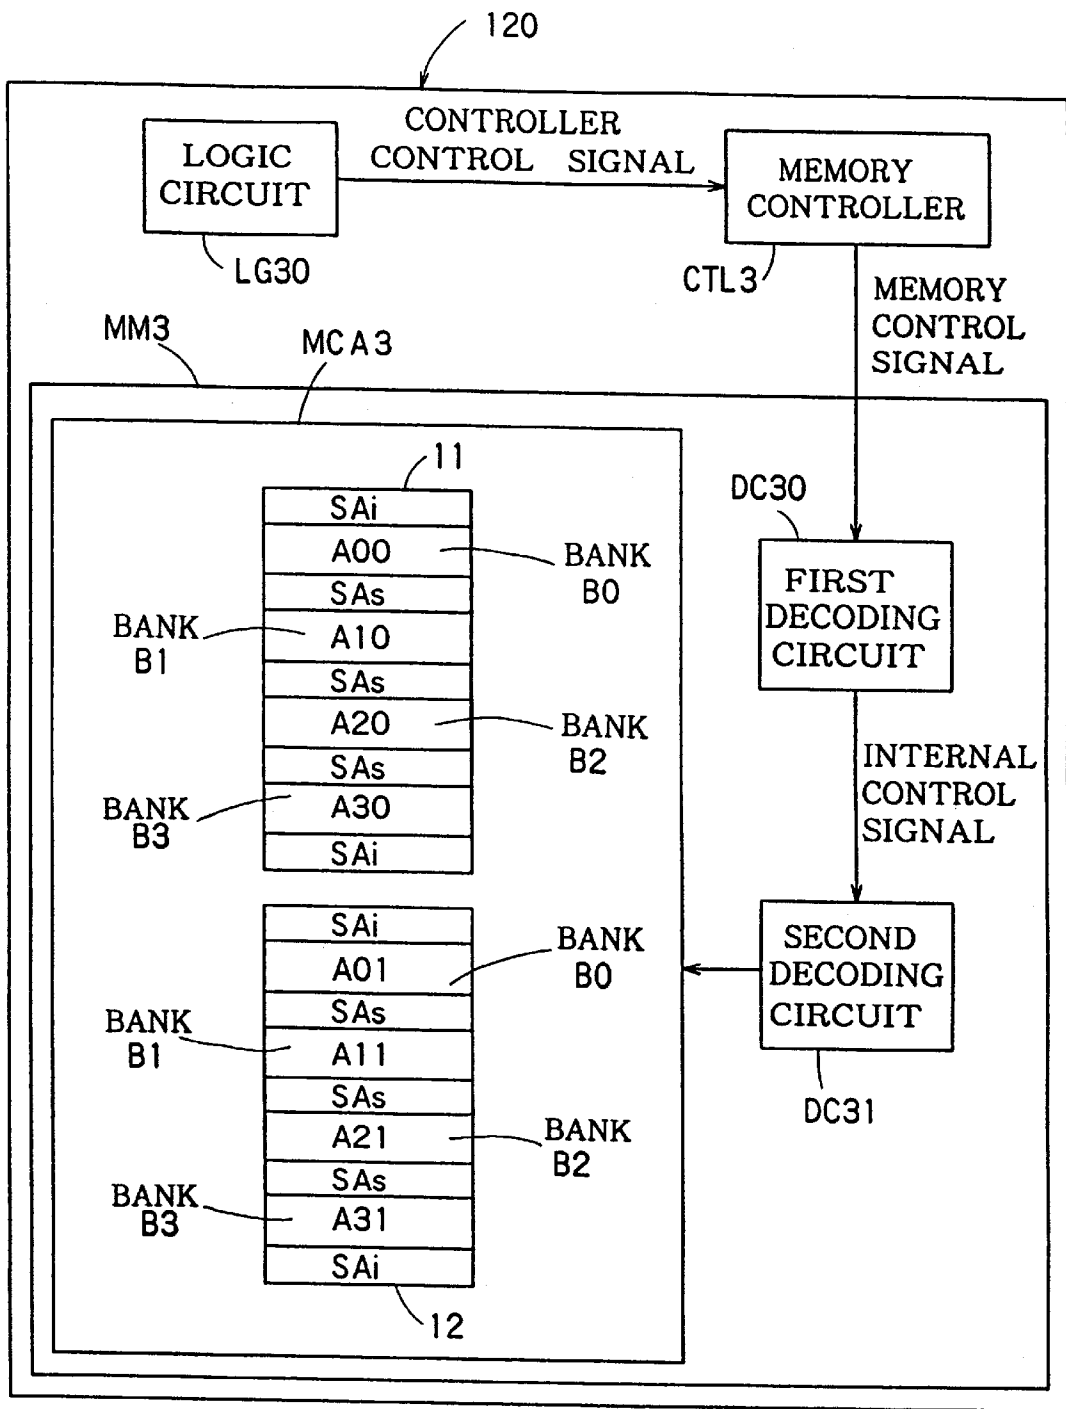 120
CONTROLLER
CONTROL SIGNAL
LOGIC
CIRCUIT
MEMORY
CONTROLLER
LG30
CTL3
MEMORY
CONTROL
SIGNAL
MM3
MCA3
11
DC30
SAi
A00
BANK
B0
SAs
BANK
B1
A10
SAs
A20
BANK
B2
SAs
BANK
B3
A30
SAi
FIRST
DECODING
CIRCUIT
INTERNAL
CONTROL
SIGNAL
SAi
A01
BANK
B0
SAs
BANK
B1
A11
SAs
A21
BANK
B2
SAs
BANK
B3
A31
SAi
12
SECOND
DECODING
CIRCUIT
DC31